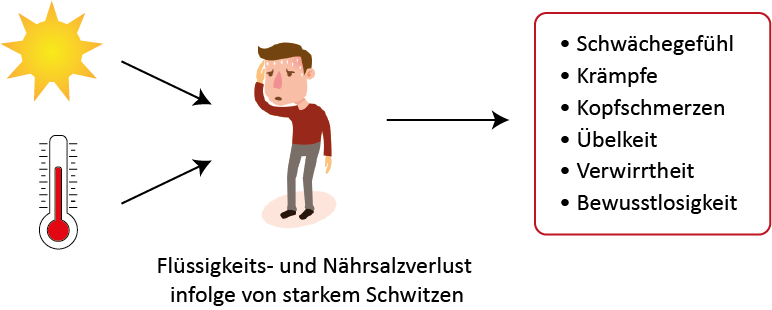 • Schwächegefühl
• Krämpfe
• Kopfschmerzen
• Übelkeit
• Verwirrtheit
• Bewusstlosigkeit
Flüssigkeits- und Nährsalzverlust
infolge von starkem Schwitzen